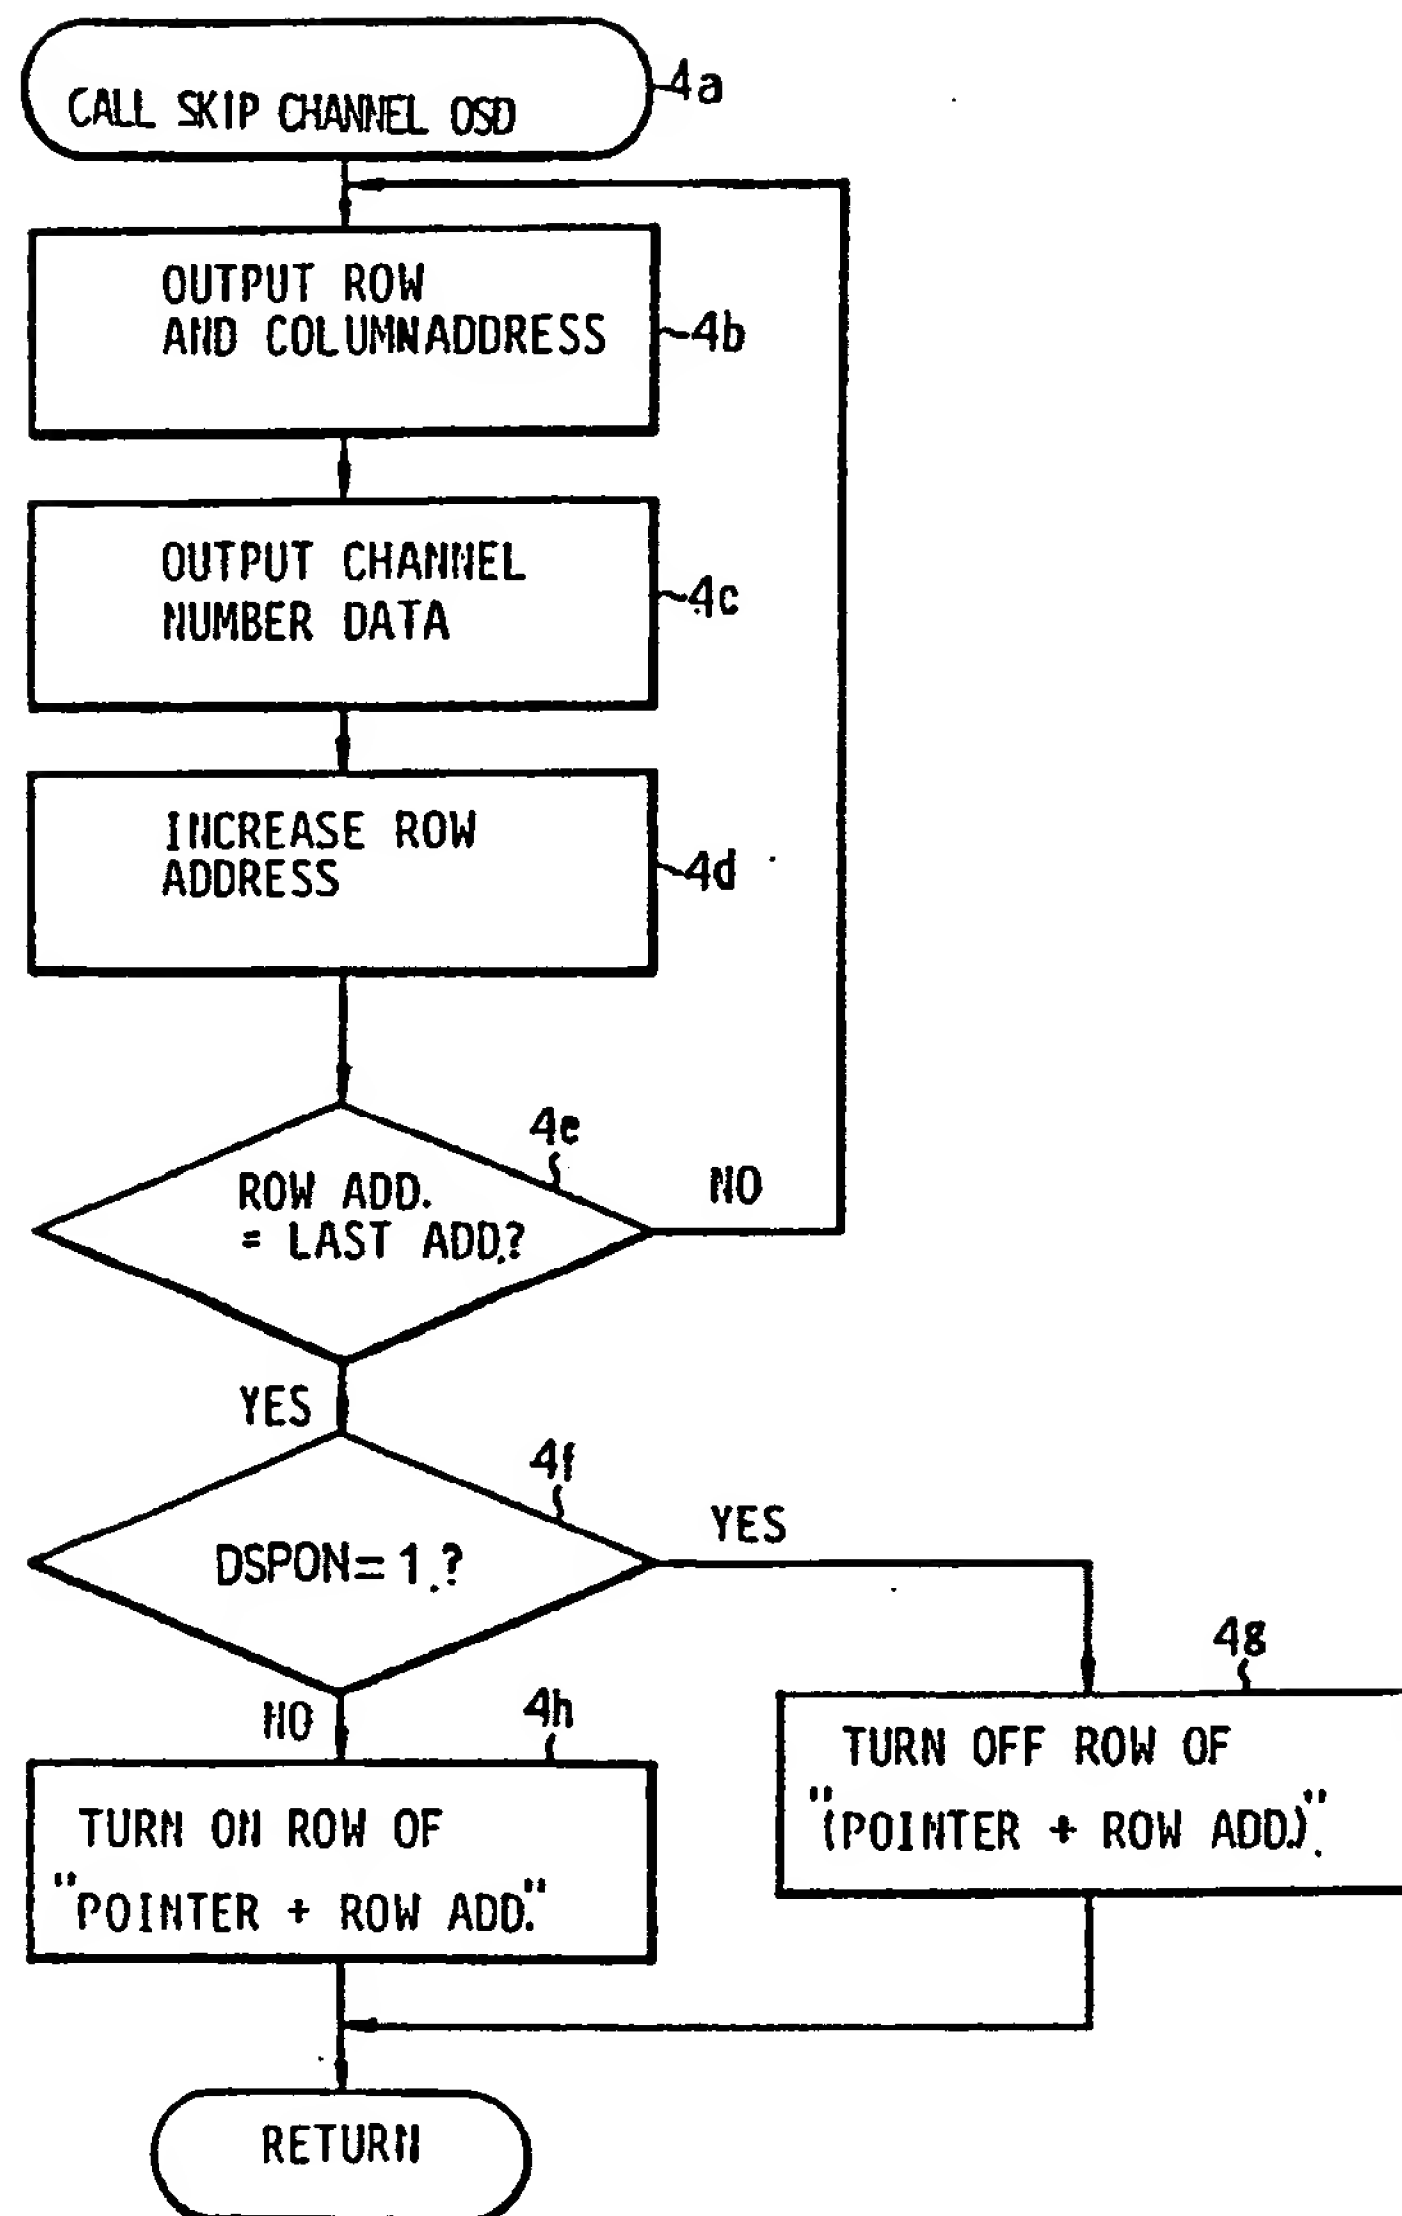 CALL SKIP CHANNEL OSD
4a
OUTPUT ROW
AND COLUMNADDRESS
4b
OUTPUT CHANNEL
NUMBER DATA
4c
INCREASE ROW
ADDRESS
4d
4e
ROW ADD.
= LAST ADD.?
NO
YES
4f
DSPON= 1.?
YES
NO
4g
TURN OFF ROW OF
"(POINTER + ROW ADD.)".
4h
TURN ON ROW OF
"POINTER + ROW ADD."
RETURN